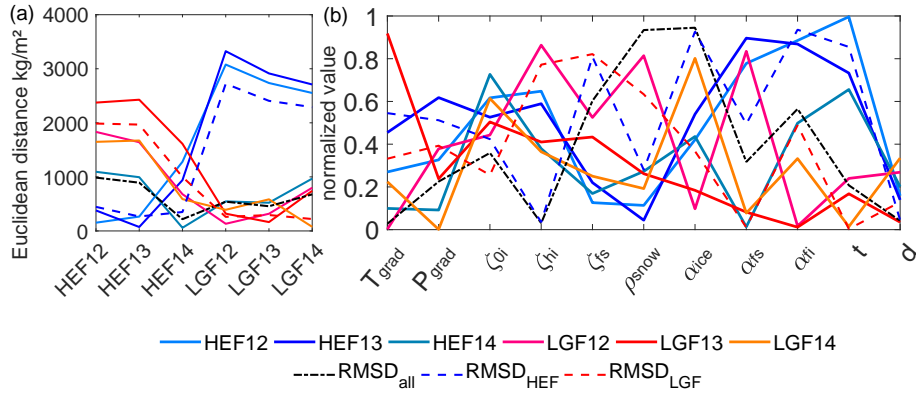 (a)
(b)
Euclidean distance kg/m²
4000
3000
2000
1000
0
HEF12
HEF13
HEF14
LGF12
LGF13
LGF14
normalized value
1
0.8
0.6
0.4
0.2
0
Tgrad
Pgrad
ζ0i
ζhi
ζfs
ρsnow
αice
αfs
αfi
t
d
HEF12 HEF13 HEF14 LGF12 LGF13 LGF14
RMSDall RMSDHEF RMSDLGF